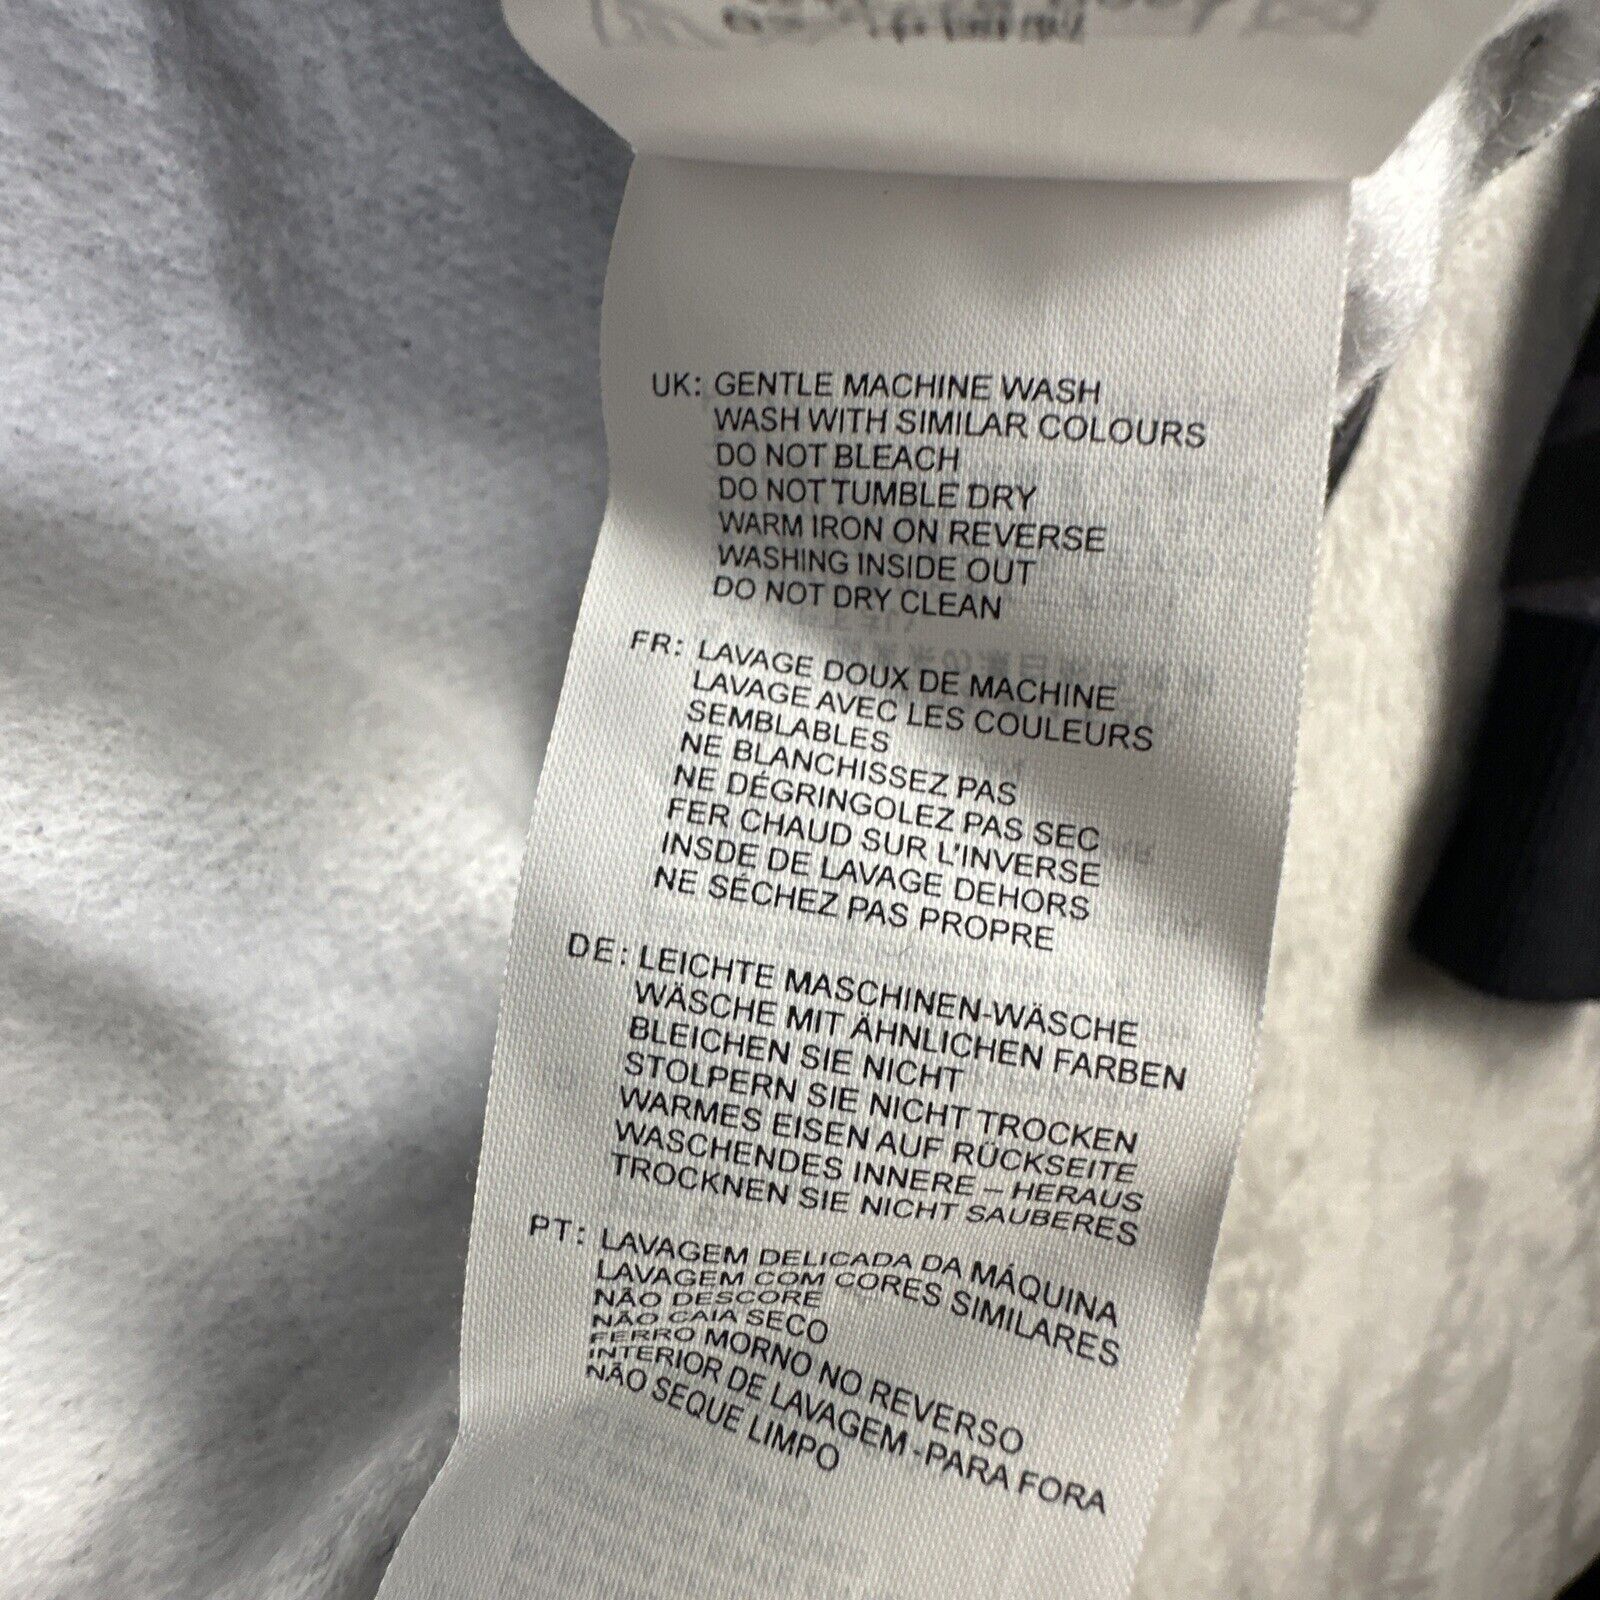 UK: GENTLE MACHINE WASH
WASH WITH SIMILAR COLOURS
DO NOT BLEACH
DO NOT TUMBLE DRY
WARM IRON ON REVERSE
WASHING INSIDE OUT
DO NOT DRY CLEAN
FR: LAVAGE DOUX DE MACHINE
LAVAGE AVEC LES COULEURS
SEMBLABLES
NE BLANCHISSEZ PAS
NE DÉGRINGOLEZ PAS SEC
FER CHAUD SUR L'INVERSE
INSDE DE LAVAGE DEHORS
NE SÉCHEZ PAS PROPRE
DE: LEICHTE MASCHINEN-WÄSCHE
WÄSCHE MIT ÄHNLICHEN FARBEN
BLEICHEN SIE NICHT
STOLPERN SIE NICHT TROCKEN
WARMES EISEN AUF RÜCKSEITE
WASCHENDES INNERE – HERAUS
TROCKNEN SIE NICHT SAUBERES
PT: LAVAGEM DELICADA DA MÁQUINA
LAVAGEM COM CORES SIMILARES
NÃO DESCORE
NÃO CAIA SECO
FERRO MORNO NO REVERSO
INTERIOR DE LAVAGEM -PARA FORA
NÃO SEQUE LIMPO